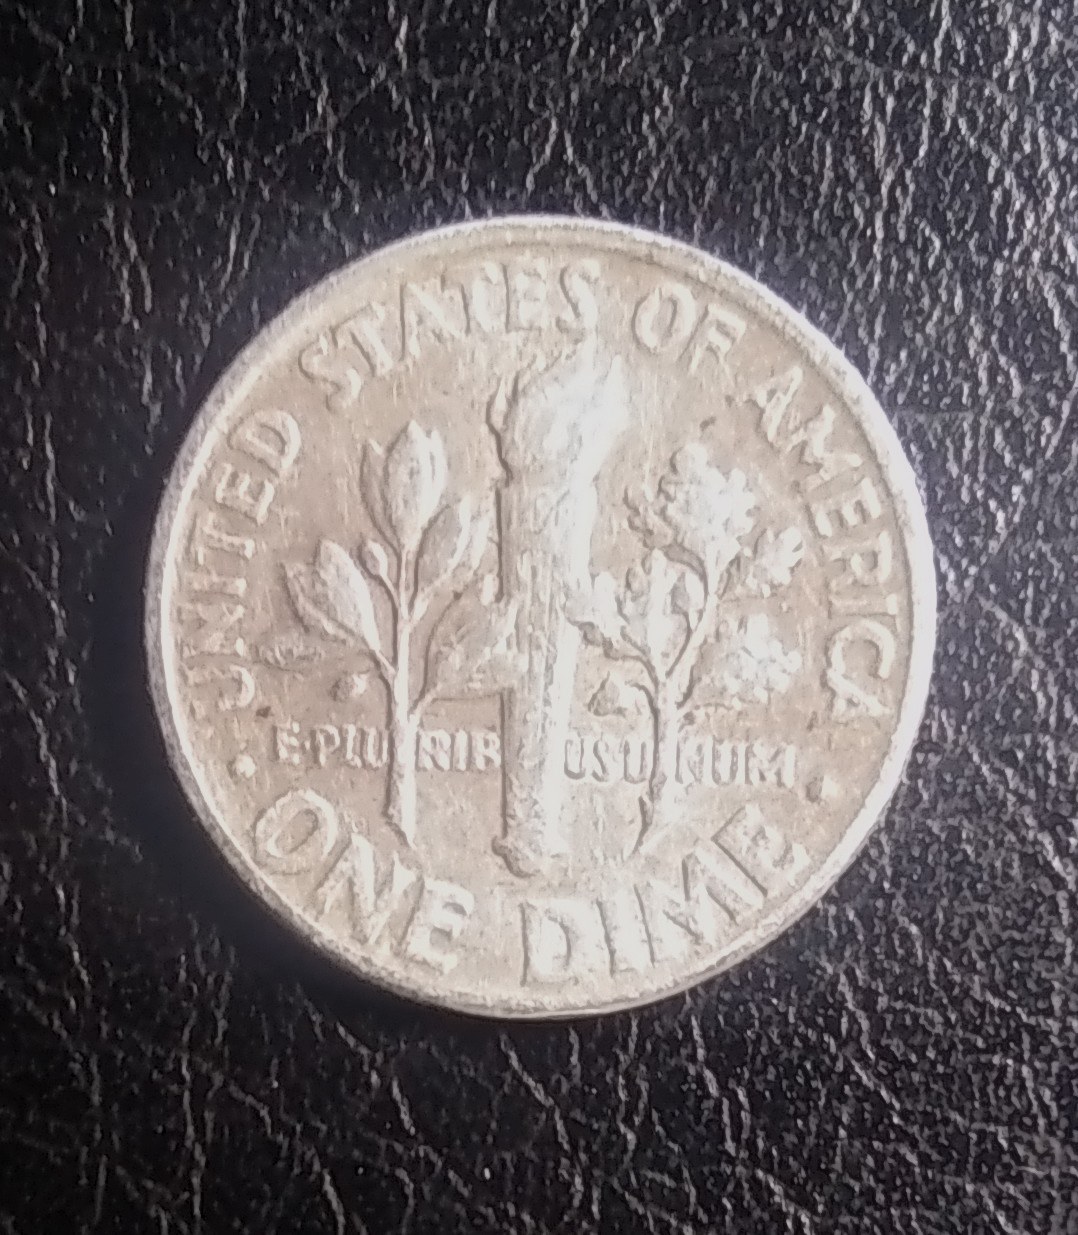 UNITED STATES OF AMERICA
E·PLURIBUS UNUM
· ONE DIME ·